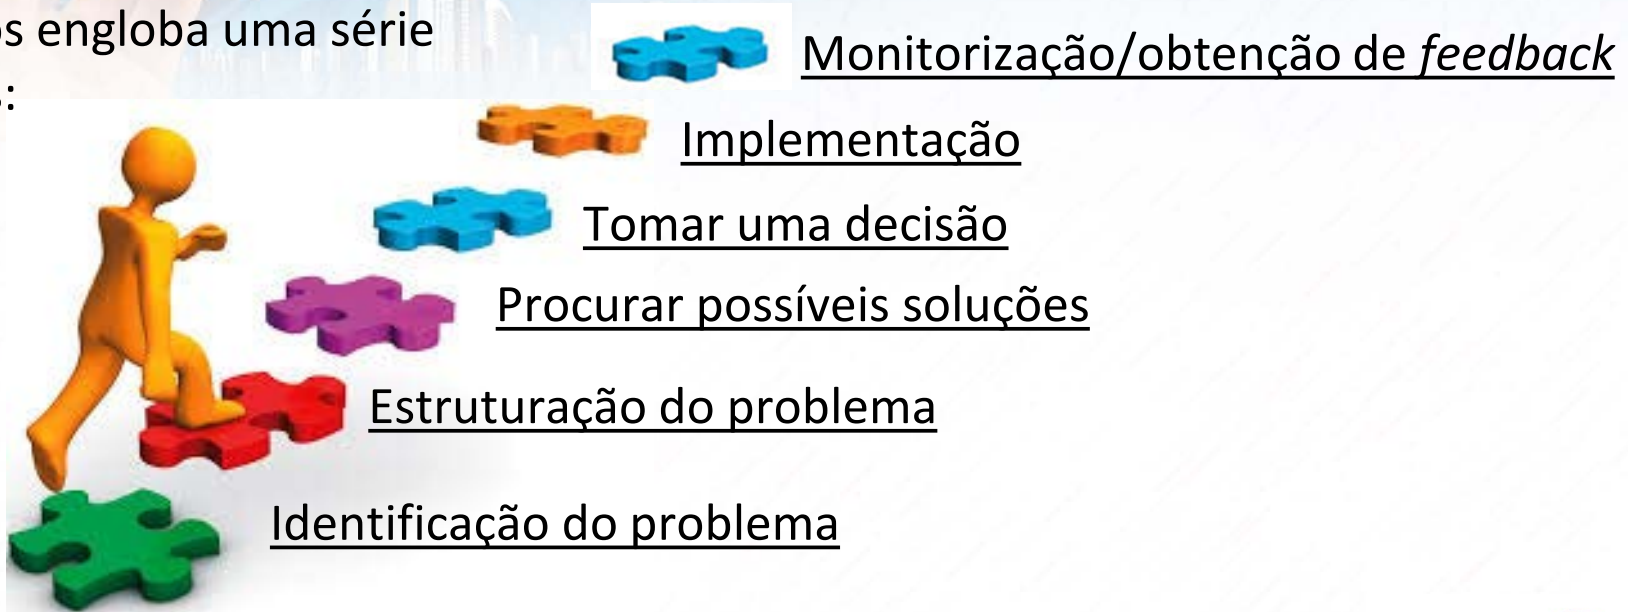 os engloba uma série
s:
Monitorização/obtenção de feedback
Implementação
Tomar uma decisão
Procurar possíveis soluções
Estruturação do problema
Identificação do problema